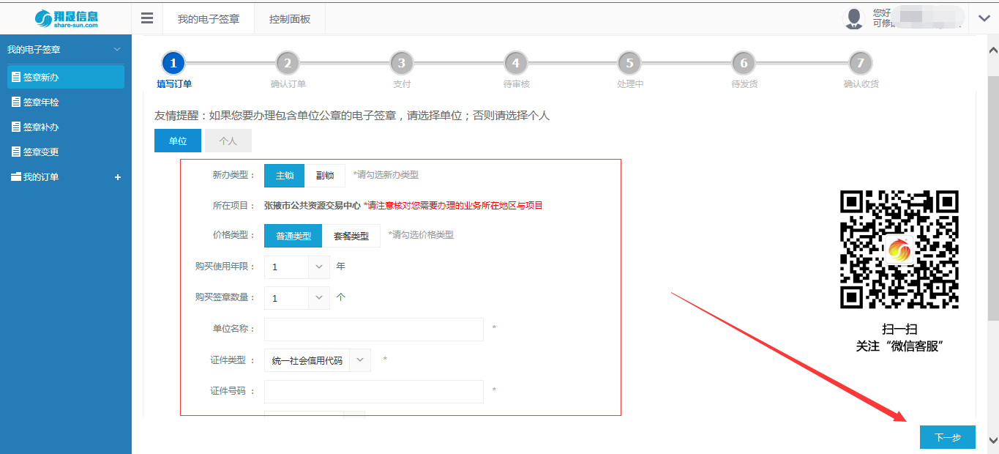 翔晟信息
share-sun.com
我的电子签章
控制面板
您好
可修
我的电子签章
签章新办
签章年检
签章补办
签章变更
我的订单
1 2 3 4 5 6 7
填写订单 确认订单 支付 待审核 处理中 待发货 确认收货
友情提醒：如果您要办理包含单位公章的电子签章，请选择单位；否则请选择个人
单位 个人
新办类型： 主锁 副锁 *请勾选新办类型
所在项目： 张掖市公共资源交易中心 *请注意核对您需要办理的业务所在地区与项目
价格类型： 普通类型 套餐类型 *请勾选价格类型
购买使用年限： 1 年
购买签章数量： 1 个
单位名称： *
证件类型 ： 统一社会信用代码 *
证件号码 ： *
扫一扫
关注“微信客服”
下一步